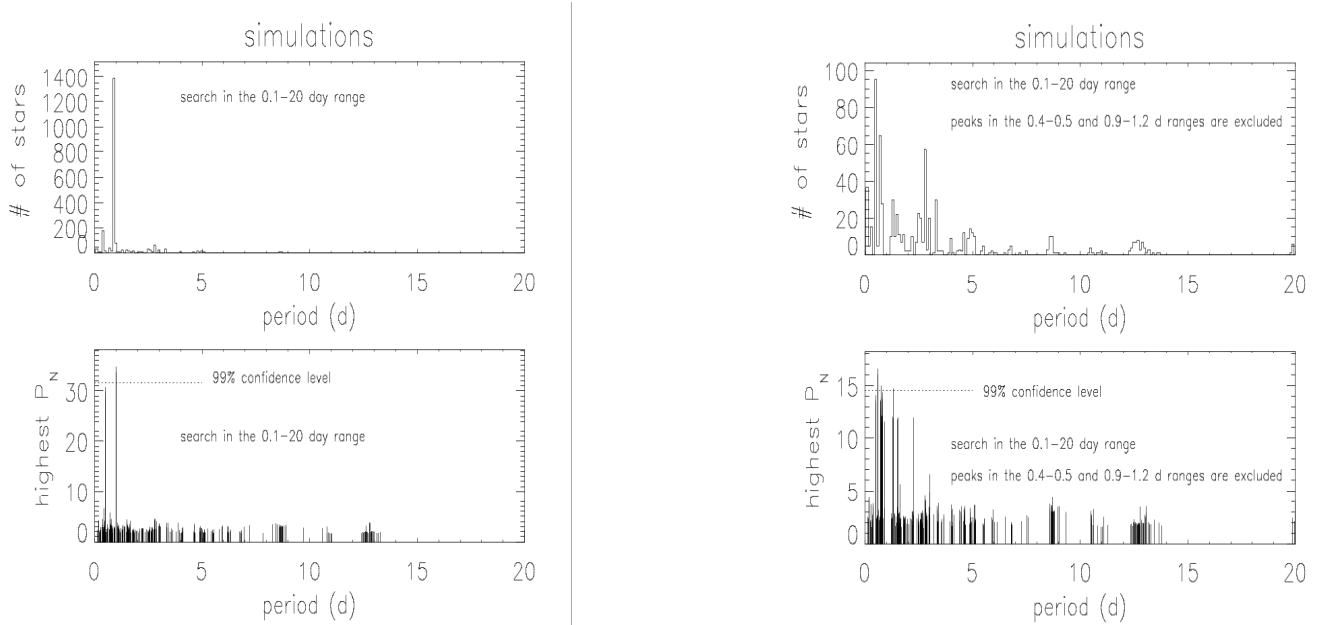 simulations
1400
1200
1000
800
600
400
200
0
# of stars
search in the 0.1–20 day range
0 5 10 15 20
period (d)
30
20
10
0
highest P_N
99% confidence level
search in the 0.1–20 day range
0 5 10 15 20
period (d)
simulations
100
80
60
40
20
0
# of stars
search in the 0.1–20 day range
peaks in the 0.4–0.5 and 0.9–1.2 d ranges are excluded
0 5 10 15 20
period (d)
15
10
5
0
highest P_N
99% confidence level
search in the 0.1–20 day range
peaks in the 0.4–0.5 and 0.9–1.2 d ranges are excluded
0 5 10 15 20
period (d)